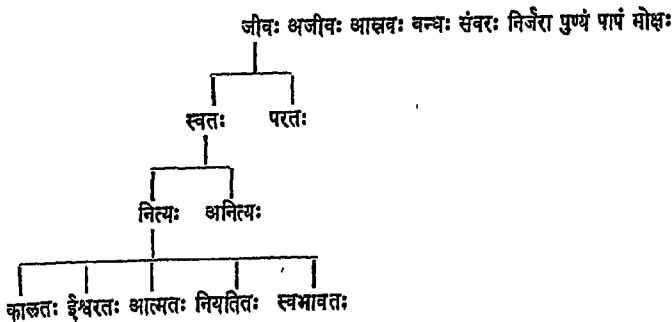 जीवः अजीवः आस्रवः बन्धः संवरः निर्जरा पुण्यं पापं मोक्षः
स्वतः परतः
नित्यः अनित्यः
कालतः ईश्वरतः आत्मतः नियतितः स्वभावतः